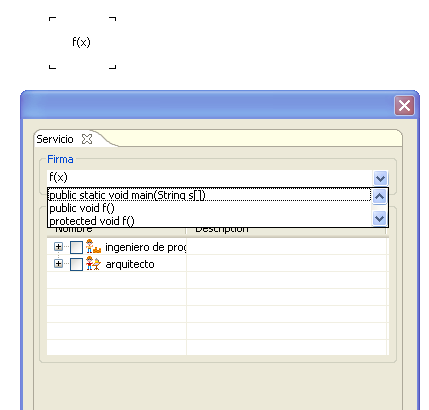 f(x)
Servicio
Firma
f(x)
public static void main(String s[])
public void f()
protected void f()
Nombre Description
ingeniero de prog
arquitecto